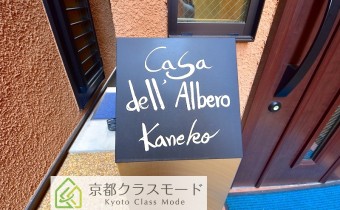 Casa
dell' Albero
Kaneko
京都クラスモード
Kyoto Class Mode